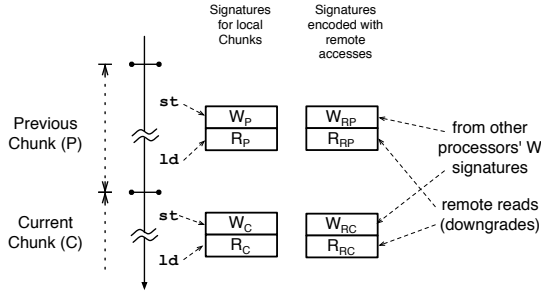 Signatures
for local
Chunks
Signatures
encoded with
remote
accesses
Previous
Chunk (P)
st
ld
W_P
R_P
W_RP
R_RP
from other
processors' W
signatures
remote reads
(downgrades)
Current
Chunk (C)
st
ld
W_C
R_C
W_RC
R_RC